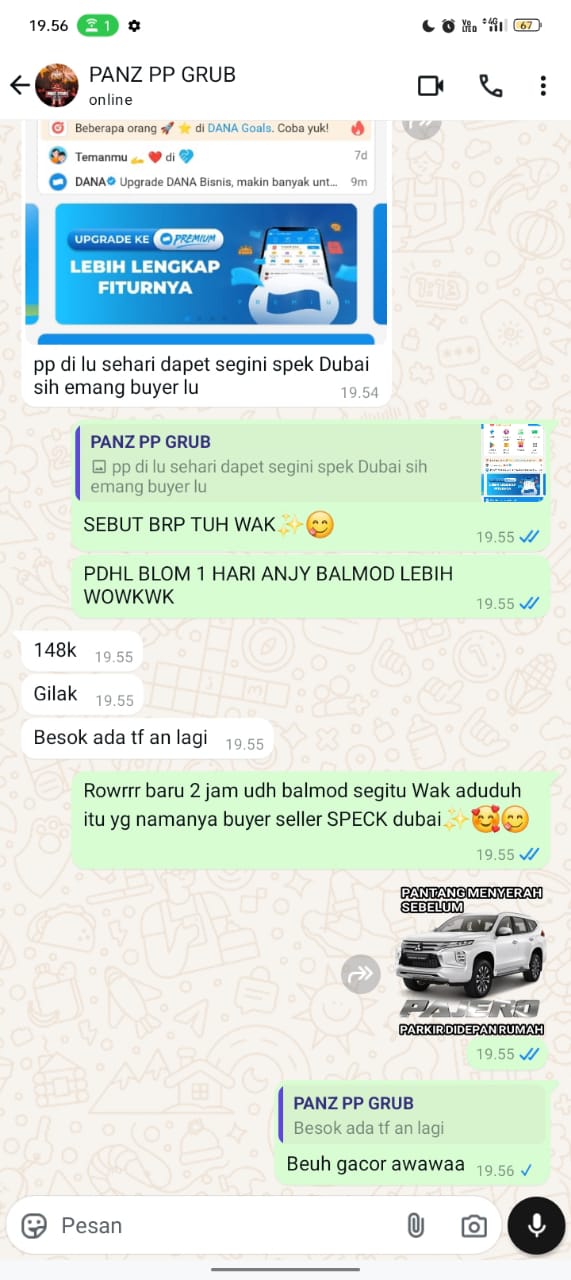 19.56 1 4G 67
PANZ PP GRUB
online
Beberapa orang 🚀 ⭐ di DANA Goals. Coba yuk! 🔥
Temanmu ✍️ ❤️ di 🩵 7d
DANA Upgrade DANA Bisnis, makin banyak unt... 9m
UPGRADE KE PREMIUM
LEBIH LENGKAP
FITURNYA
pp di lu sehari dapet segini spek Dubai
sih emang buyer lu 19.54
PANZ PP GRUB
pp di lu sehari dapet segini spek Dubai sih
emang buyer lu
SEBUT BRP TUH WAK✨😋 19.55
PDHL BLOM 1 HARI ANJY BALMOD LEBIH
WOWKWK 19.55
148k 19.55
Gilak 19.55
Besok ada tf an lagi 19.55
Rowrrr baru 2 jam udh balmod segitu Wak aduduh
itu yg namanya buyer seller SPECK dubai✨🥰😋
19.55
PANTANG MENYERAH
SEBELUM
PAJERO
PARKIR DIDEPAN RUMAH
19.55
PANZ PP GRUB
Besok ada tf an lagi
Beuh gacor awawaa 19.56
Pesan